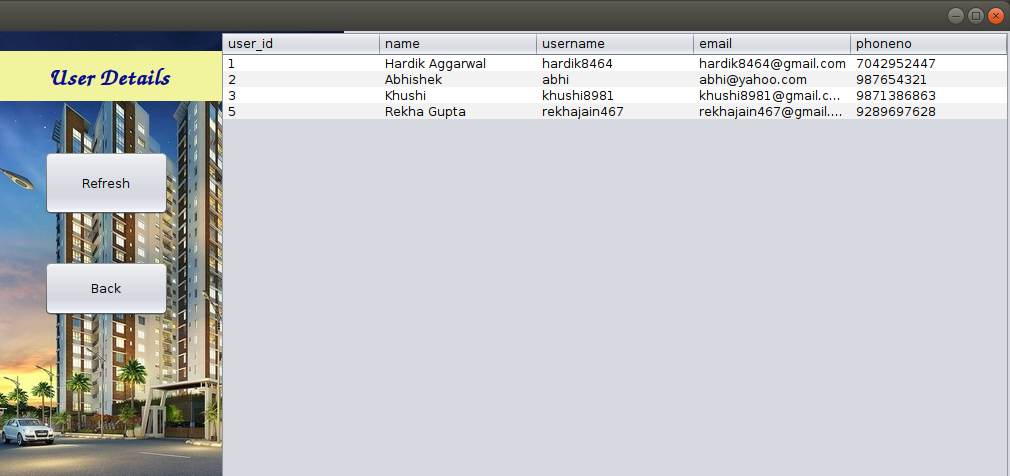 User Details
Refresh
Back
user_id name username email phoneno
1 Hardik Aggarwal hardik8464 hardik8464@gmail.com 7042952447
2 Abhishek abhi abhi@yahoo.com 987654321
3 Khushi khushi8981 khushi8981@gmail.c... 9871386863
5 Rekha Gupta rekhajain467 rekhajain467@gmail.... 9289697628